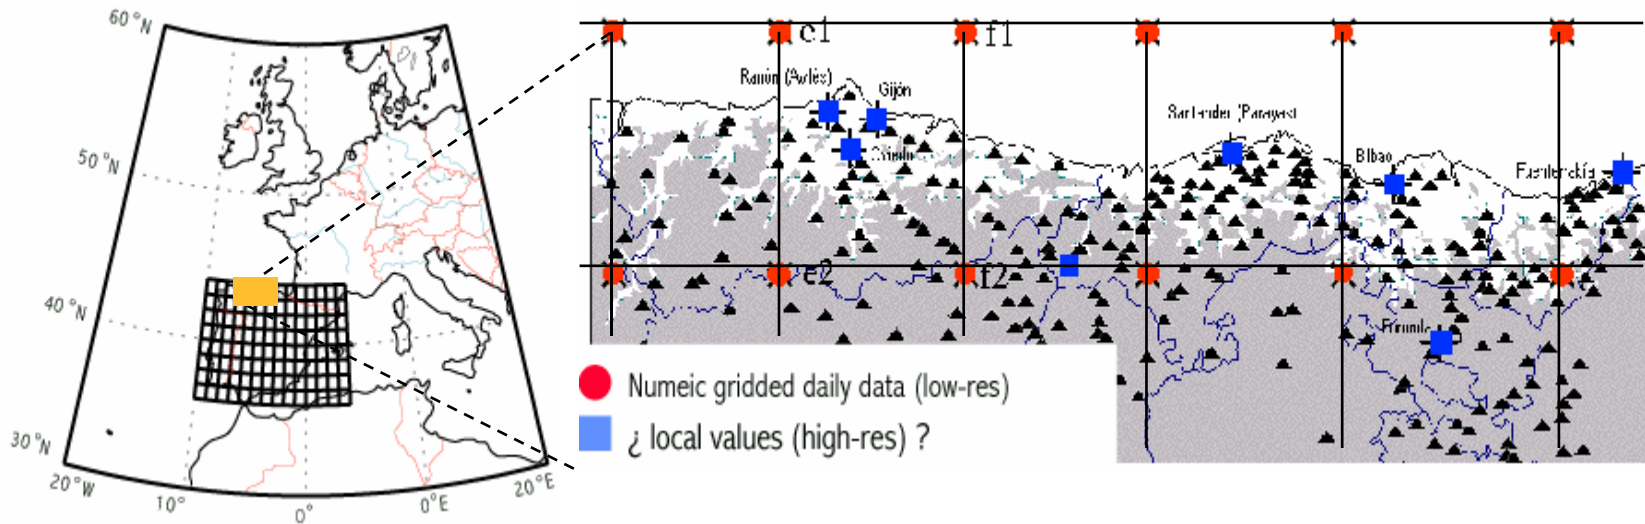 60°N
50°N
40°N
30°N
20°W
10°
0°
0°E
20°E
e1
f1
Ranón (Avilés)
Gijón
Santander (Parayas)
Bilbao
Fuenterrabía
e2
f2
Numeic gridded daily data (low-res)
¿ local values (high-res) ?